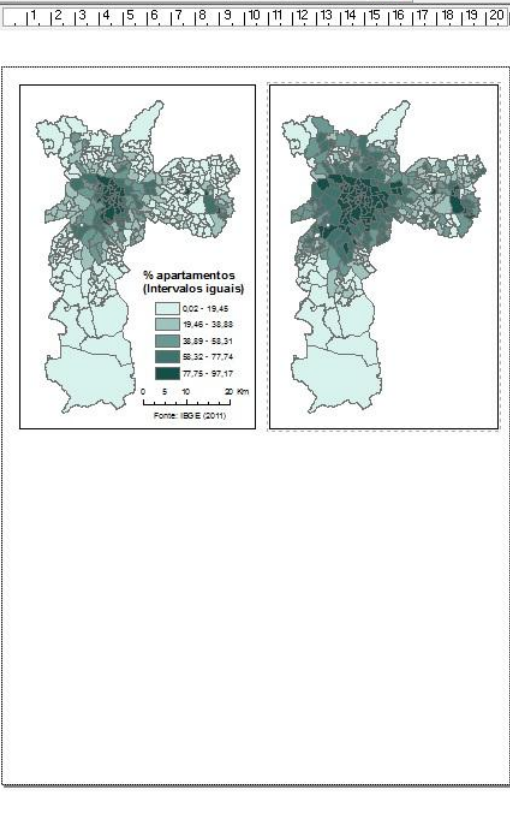 1 2 3 4 5 6 7 8 9 10 11 12 13 14 15 16 17 18 19 20
% apartamentos
(Intervalos iguais)
0,02 - 19,45
19,46 - 38,88
38,89 - 58,31
58,32 - 77,74
77,75 - 97,17
0 5 10 20 Km
Fonte: IBGE (2011)